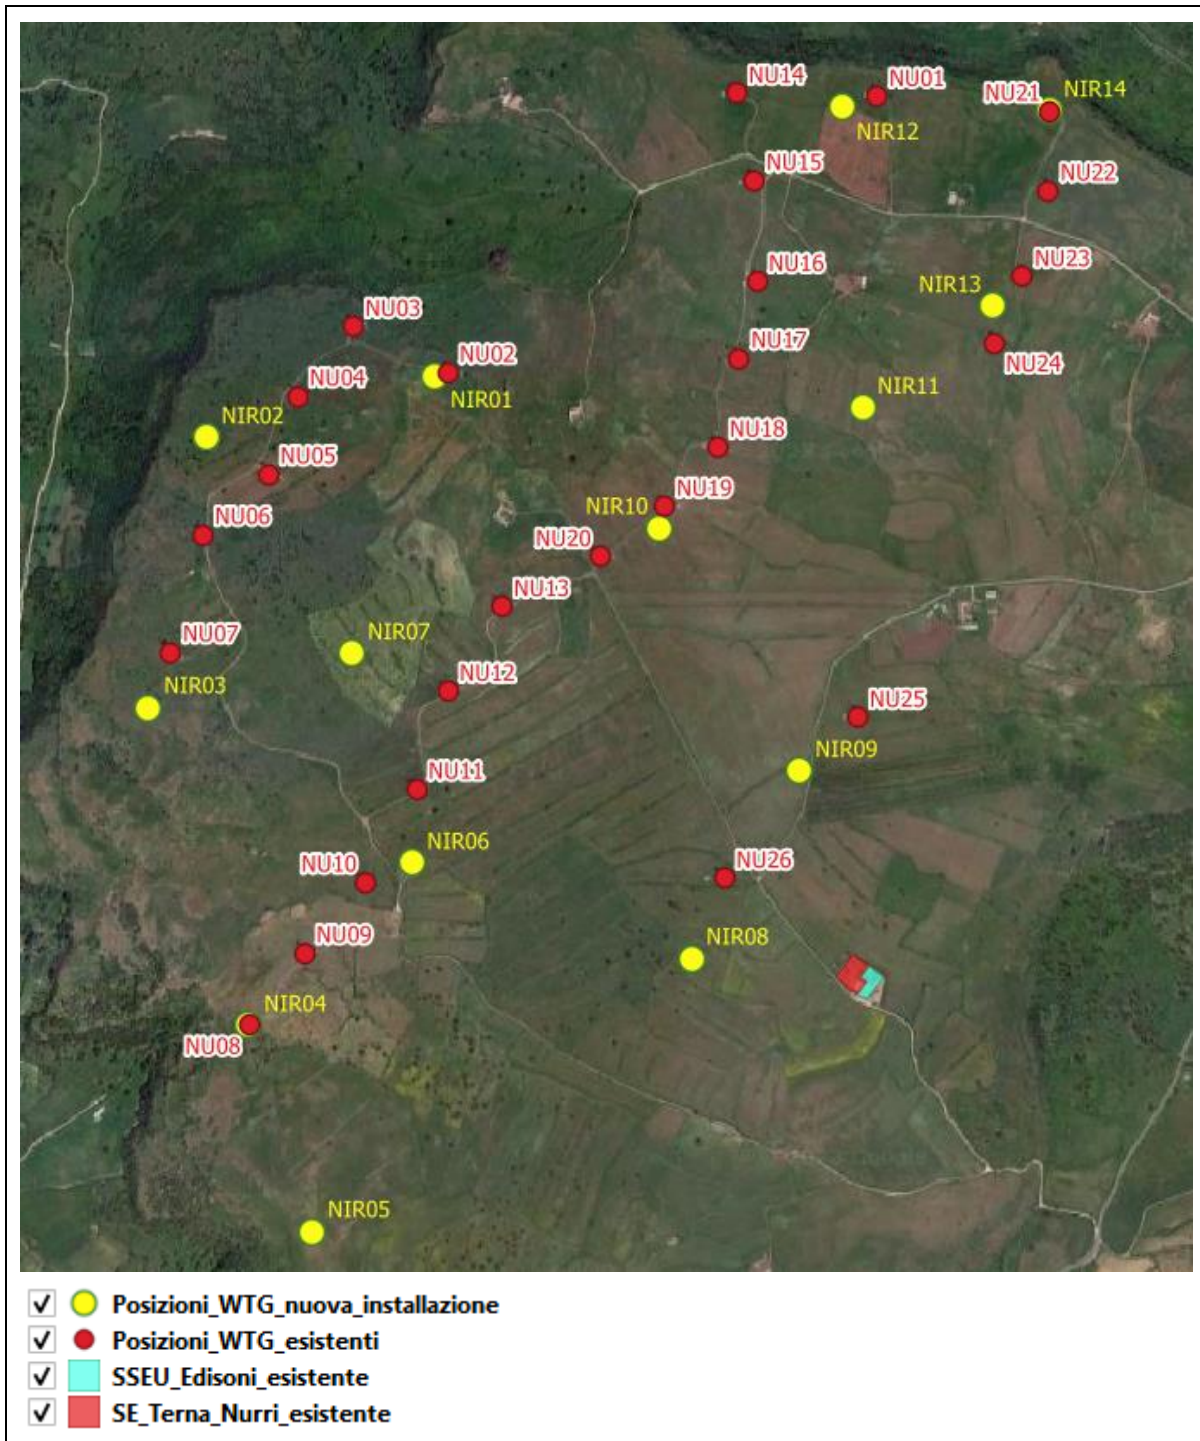 NU14
NU01
NU21
NIR14
NIR12
NU15
NU22
NU16
NU23
NIR13
NU03
NU17
NU02
NU24
NU04
NIR01
NIR11
NIR02
NU18
NU05
NU19
NIR10
NU06
NU20
NU13
NU07
NIR07
NU12
NIR03
NU25
NIR09
NU11
NIR06
NU10
NU26
NU09
NIR08
NIR04
NU08
NIR05
Posizioni_WTG_nuova_installazione
Posizioni_WTG_esistenti
SSEU_Edisoni_esistente
SE_Terna_Nurri_esistente